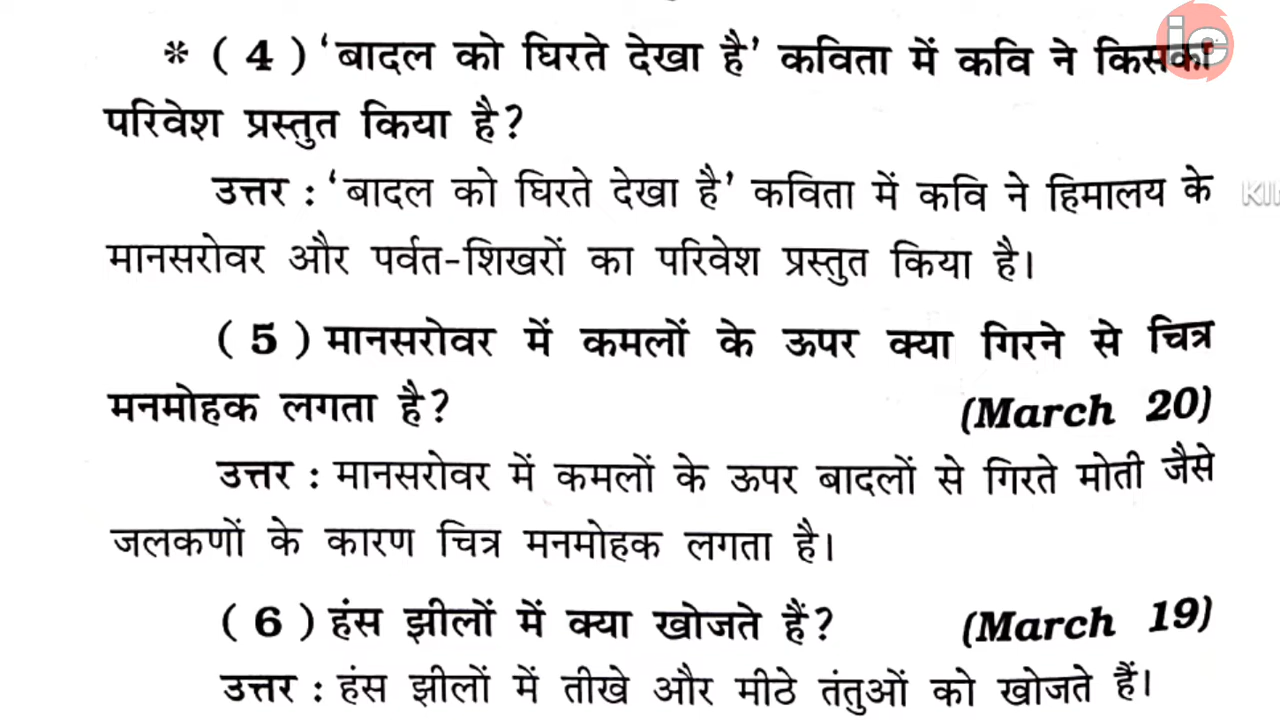 * ( 4 ) ‘बादल को घिरते देखा है’ कविता में कवि ने किसका
परिवेश प्रस्तुत किया है?
उत्तर : ‘बादल को घिरते देखा है’ कविता में कवि ने हिमालय के
मानसरोवर और पर्वत-शिखरों का परिवेश प्रस्तुत किया है।
( 5 ) मानसरोवर में कमलों के ऊपर क्या गिरने से चित्र
मनमोहक लगता है? (March 20)
उत्तर : मानसरोवर में कमलों के ऊपर बादलों से गिरते मोती जैसे
जलकणों के कारण चित्र मनमोहक लगता है।
( 6 ) हंस झीलों में क्या खोजते हैं? (March 19)
उत्तर : हंस झीलों में तीखे और मीठे तंतुओं को खोजते हैं।